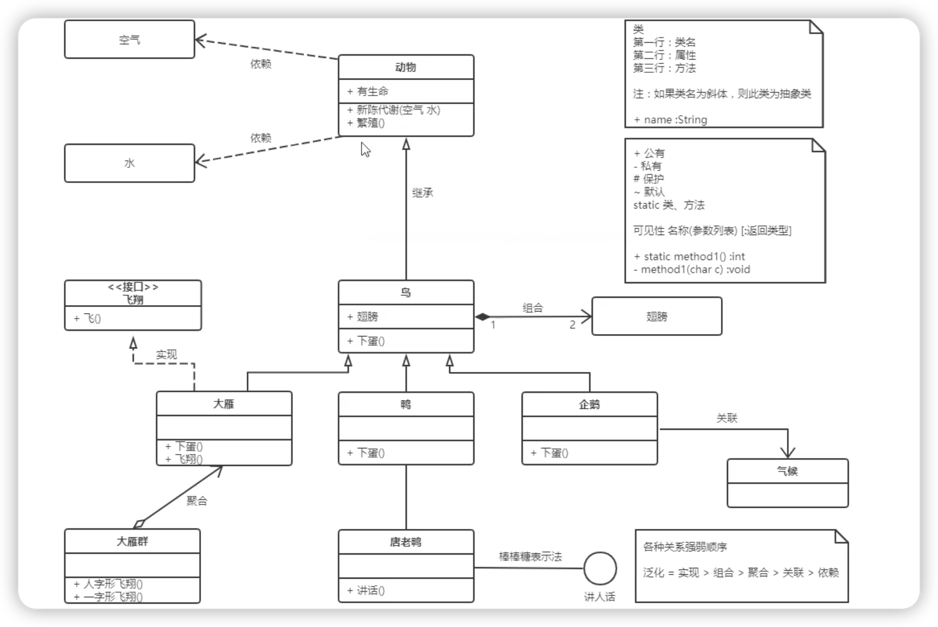 空气
依赖
动物
+ 有生命
+ 新陈代谢(空气 水)
+ 繁殖()
依赖
水
继承
类
第一行：类名
第二行：属性
第三行：方法
注：如果类名为斜体，则此类为抽象类
+ name :String
+ 公有
- 私有
# 保护
~ 默认
static 类、方法
可见性 名称(参数列表) [:返回类型]
+ static method1() :int
- method1(char c) :void
<<接口>>
飞翔
+ 飞()
实现
鸟
+ 翅膀
+ 下蛋()
组合
1
2
翅膀
大雁
+ 下蛋()
+ 飞翔()
鸭
+ 下蛋()
企鹅
+ 下蛋()
关联
气候
聚合
大雁群
+ 人字形飞翔()
+ 一字形飞翔()
唐老鸭
+ 讲话()
棒棒糖表示法
讲人话
各种关系强弱顺序
泛化 = 实现 > 组合 > 聚合 > 关联 > 依赖